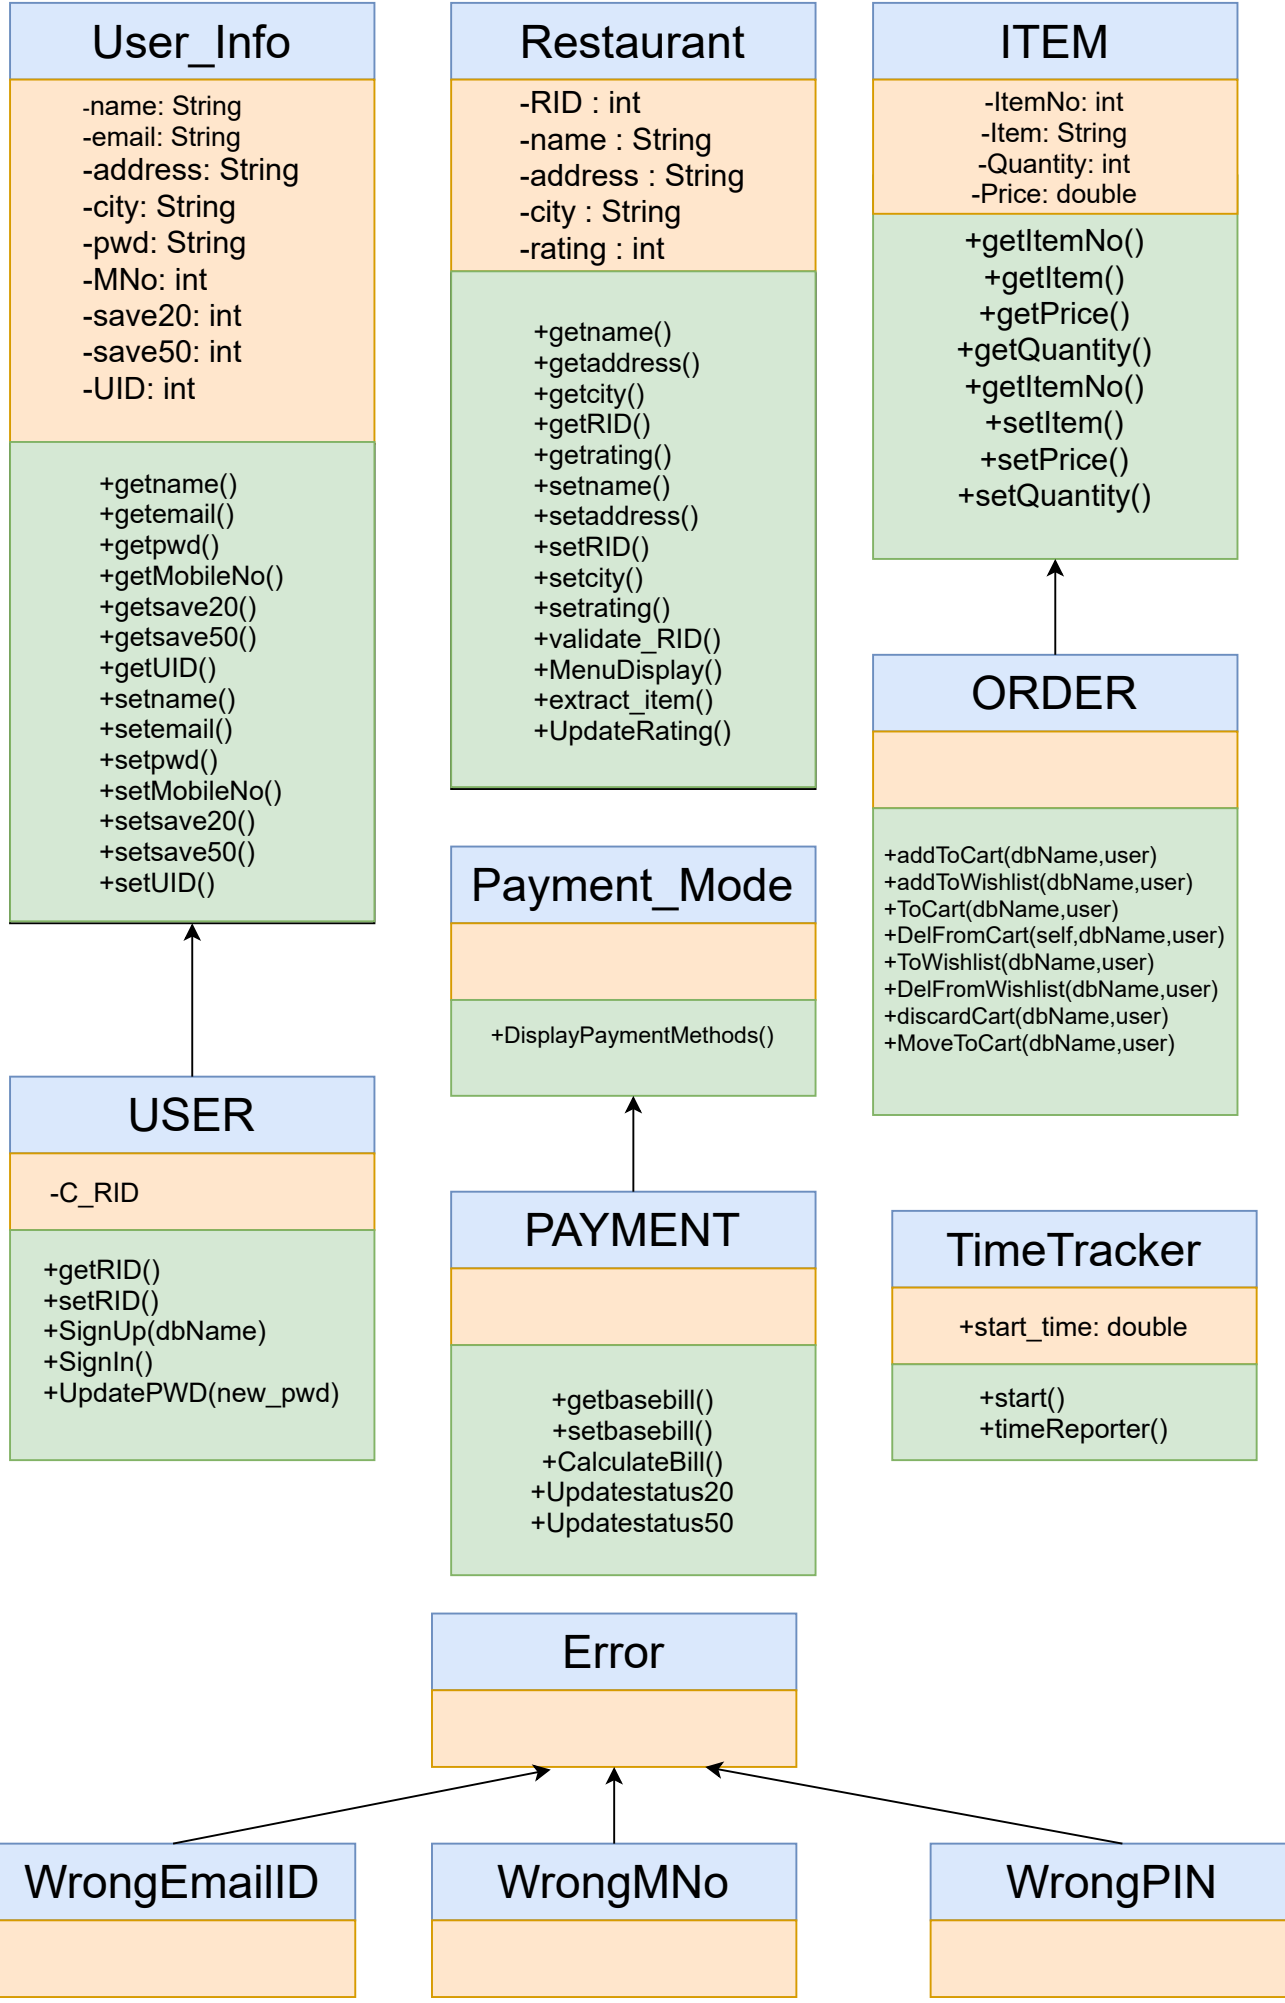 User_Info
-name: String
-email: String
-address: String
-city: String
-pwd: String
-MNo: int
-save20: int
-save50: int
-UID: int
+getname()
+getemail()
+getpwd()
+getMobileNo()
+getsave20()
+getsave50()
+getUID()
+setname()
+setemail()
+setpwd()
+setMobileNo()
+setsave20()
+setsave50()
+setUID()
Restaurant
-RID : int
-name : String
-address : String
-city : String
-rating : int
+getname()
+getaddress()
+getcity()
+getRID()
+getrating()
+setname()
+setaddress()
+setRID()
+setcity()
+setrating()
+validate_RID()
+MenuDisplay()
+extract_item()
+UpdateRating()
ITEM
-ItemNo: int
-Item: String
-Quantity: int
-Price: double
+getItemNo()
+getItem()
+getPrice()
+getQuantity()
+getItemNo()
+setItem()
+setPrice()
+setQuantity()
ORDER
+addToCart(dbName,user)
+addToWishlist(dbName,user)
+ToCart(dbName,user)
+DelFromCart(self,dbName,user)
+ToWishlist(dbName,user)
+DelFromWishlist(dbName,user)
+discardCart(dbName,user)
+MoveToCart(dbName,user)
Payment_Mode
+DisplayPaymentMethods()
USER
-C_RID
+getRID()
+setRID()
+SignUp(dbName)
+SignIn()
+UpdatePWD(new_pwd)
PAYMENT
+getbasebill()
+setbasebill()
+CalculateBill()
+Updatestatus20
+Updatestatus50
TimeTracker
+start_time: double
+start()
+timeReporter()
Error
WrongEmailID
WrongMNo
WrongPIN